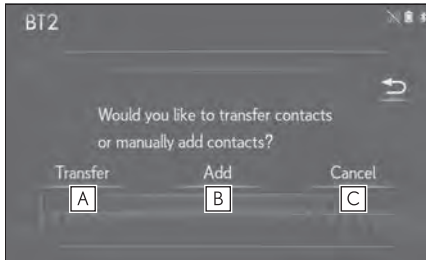 BT2
Would you like to transfer contacts
or manually add contacts?
Transfer Add Cancel
A B C